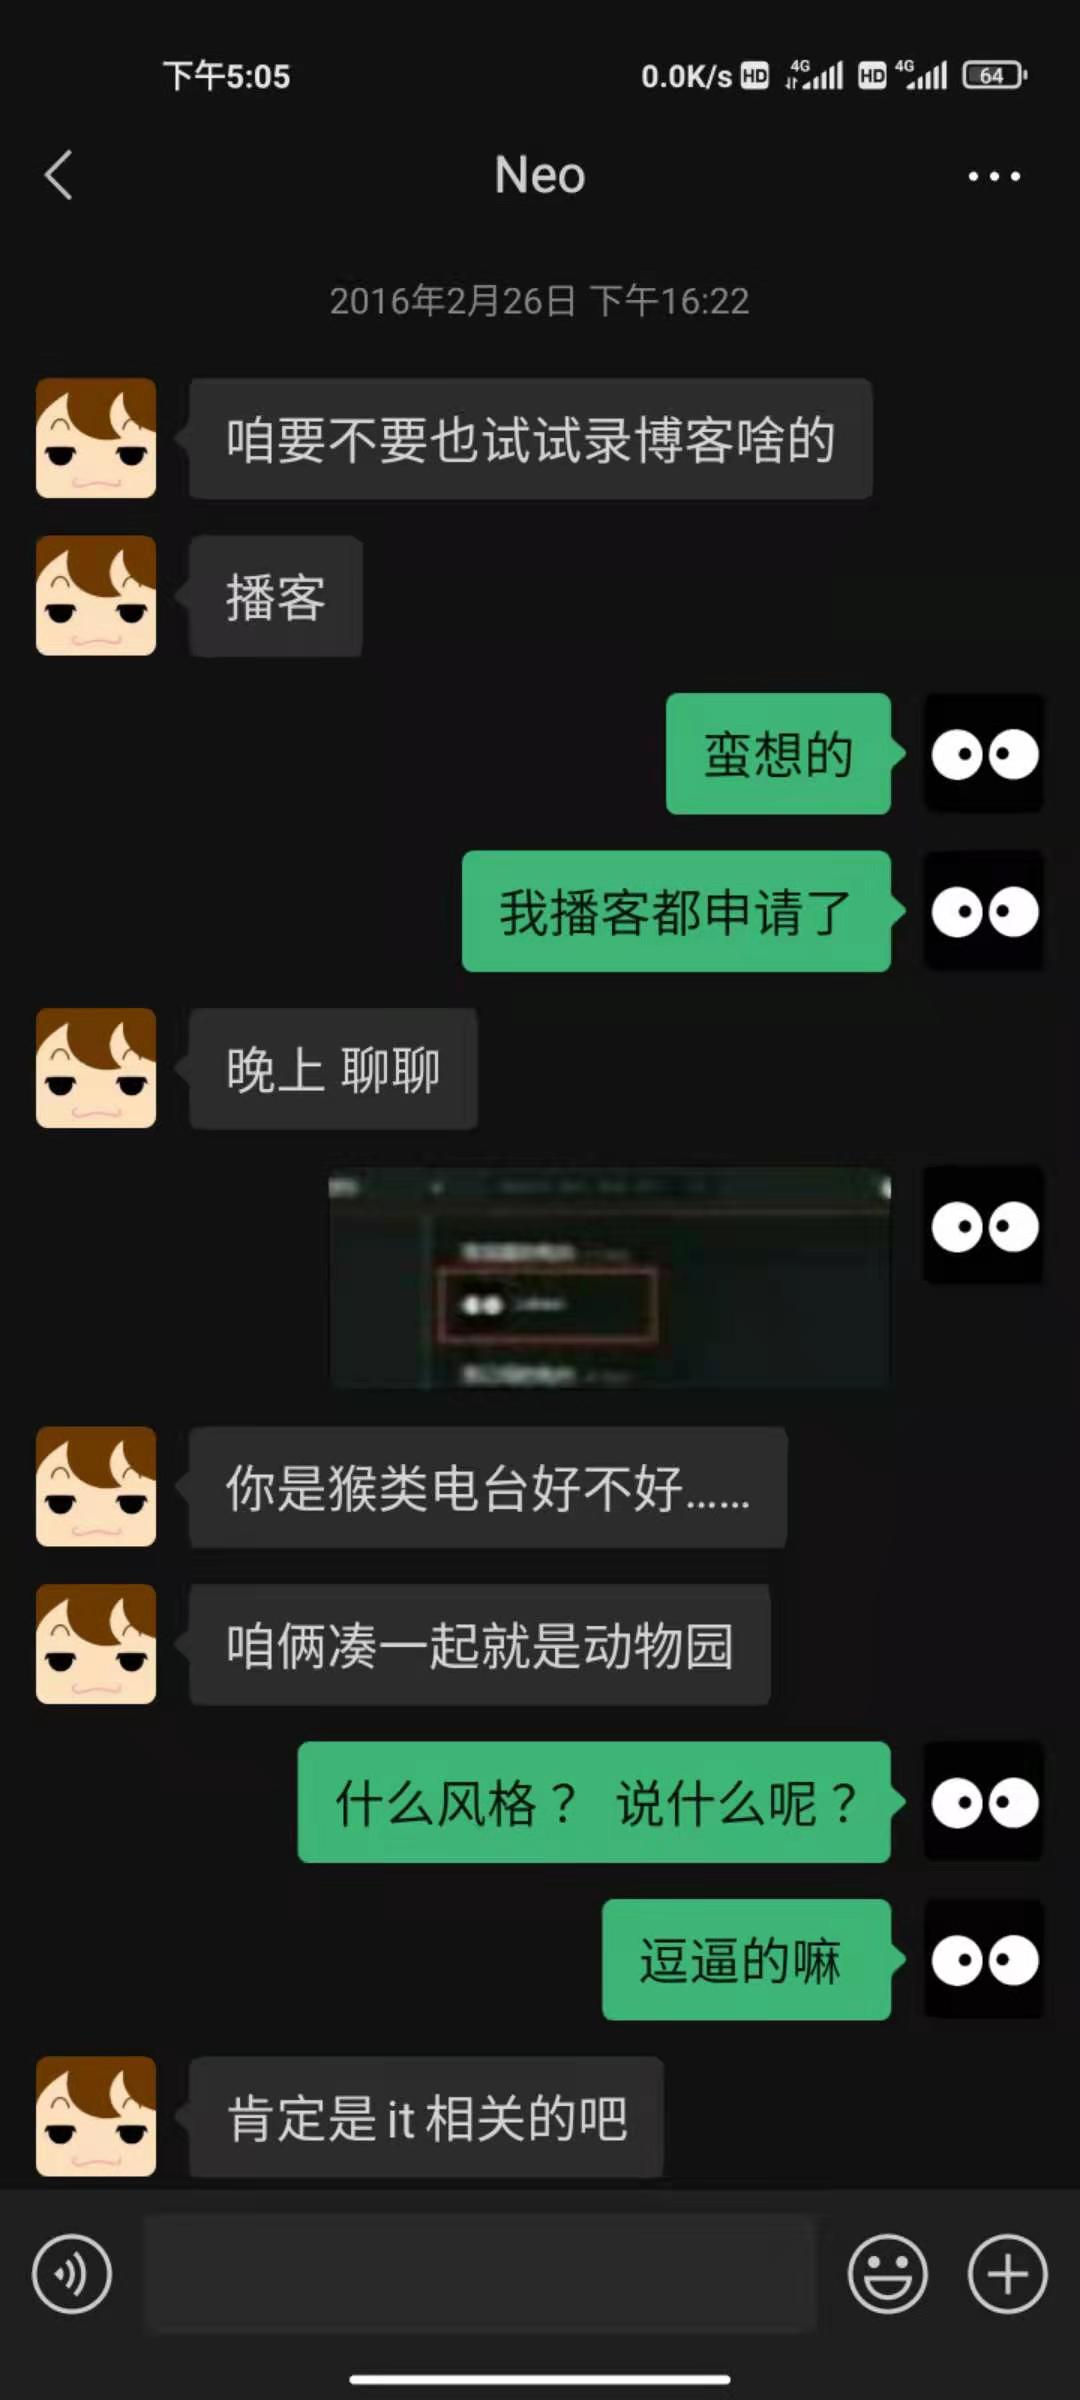 下午5:05
0.0K/s HD 4G HD 4G 64
Neo
2016年2月26日 下午16:22
咱要不要也试试录博客啥的
播客
蛮想的
我播客都申请了
晚上 聊聊
你是猴类电台好不好……
咱俩凑一起就是动物园
什么风格？ 说什么呢？
逗逼的嘛
肯定是it相关的吧